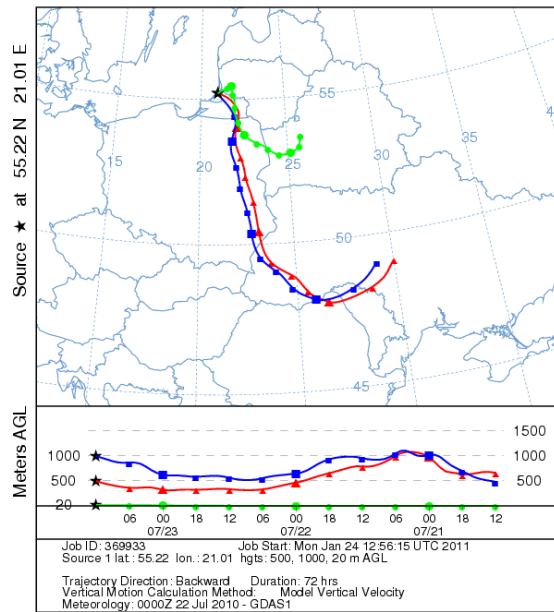 Source ★ at 55.22 N 21.01 E
55
15
20
25
30
35
50
45
Meters AGL
1500
1000
1000
500
500
20
06 00 18 12 06 00 18 12 06 00 18 12
07/23 07/22 07/21
Job ID: 369933 Job Start: Mon Jan 24 12:56:15 UTC 2011
Source 1 lat.: 55.22 lon.: 21.01 hgts: 500, 1000, 20 m AGL
Trajectory Direction: Backward Duration: 72 hrs
Vertical Motion Calculation Method: Model Vertical Velocity
Meteorology: 0000Z 22 Jul 2010 - GDAS1